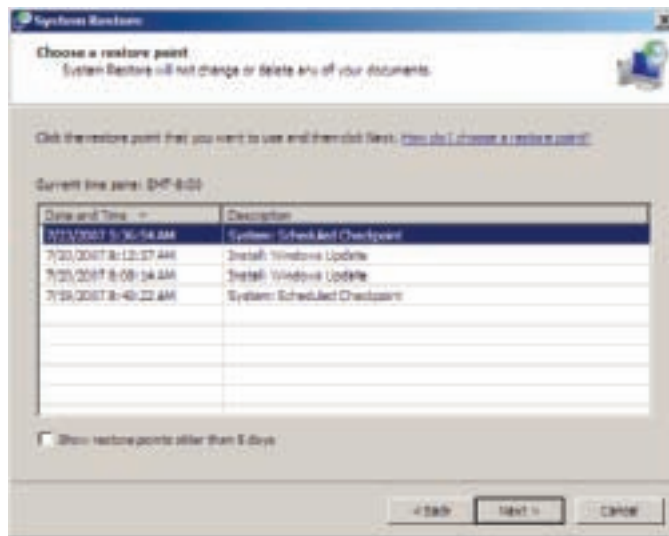 System Restore
Choose a restore point
System Restore will not change or delete any of your documents.
Click the restore point that you want to use and then click Next. How do I choose a restore point?
Current time zone: GMT-8:00
Date and Time Description
7/23/2007 5:36:54 AM System: Scheduled Checkpoint
7/20/2007 8:12:37 AM Install: Windows Update
7/20/2007 8:08:14 AM Install: Windows Update
7/19/2007 8:40:22 AM System: Scheduled Checkpoint
Show restore points older than 5 days
< Back Next > Cancel